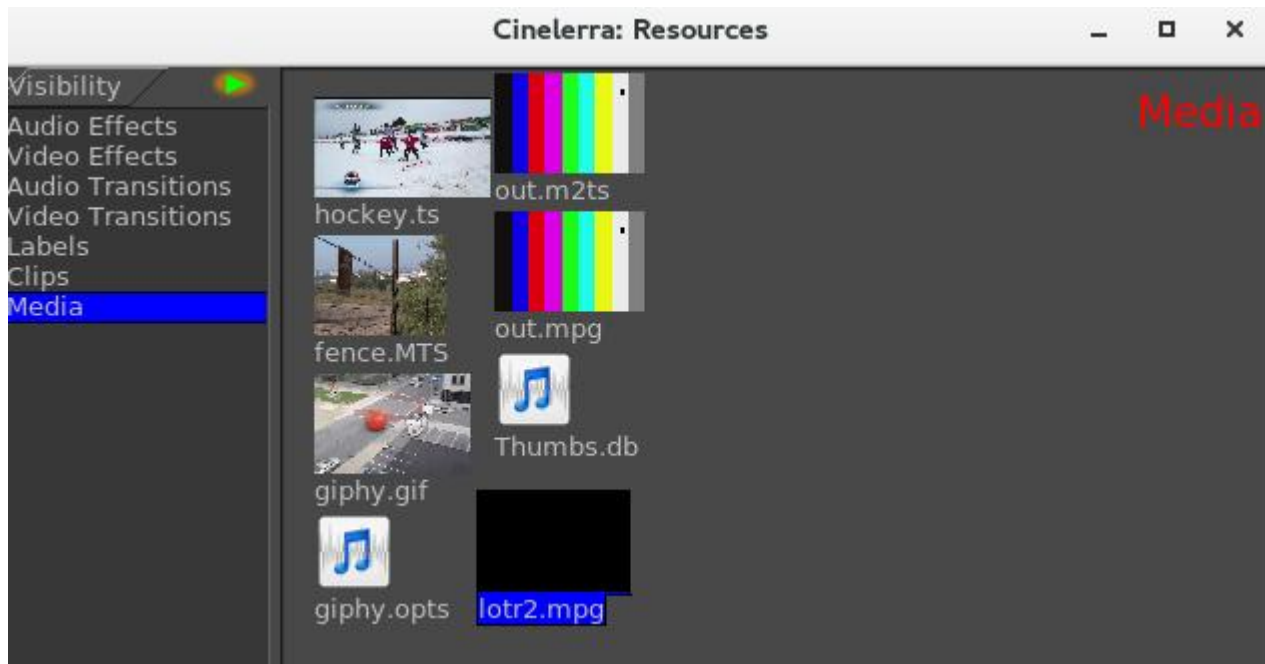 Cinelerra: Resources
Visibility
Audio Effects
Video Effects
Audio Transitions
Video Transitions
Labels
Clips
Media
Media
hockey.ts
fence.MTS
giphy.gif
giphy.opts
out.m2ts
out.mpg
Thumbs.db
lotr2.mpg